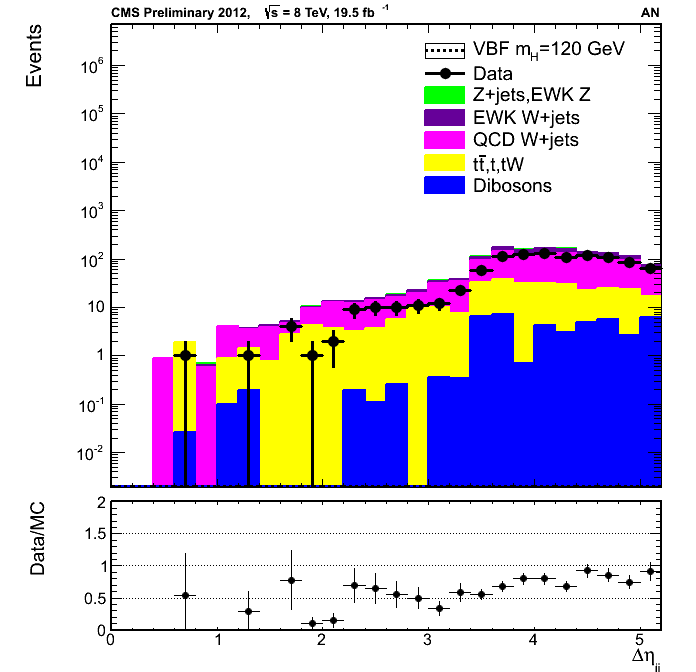 CMS Preliminary 2012, √s = 8 TeV, 19.5 fb⁻¹ AN
Events
VBF m_H=120 GeV
Data
Z+jets,EWK Z
EWK W+jets
QCD W+jets
tt̄,t,tW
Dibosons
10⁶
10⁵
10⁴
10³
10²
10
1
10⁻¹
10⁻²
Data/MC
2
1.5
1
0.5
0
0 1 2 3 4 5
Δη_jj